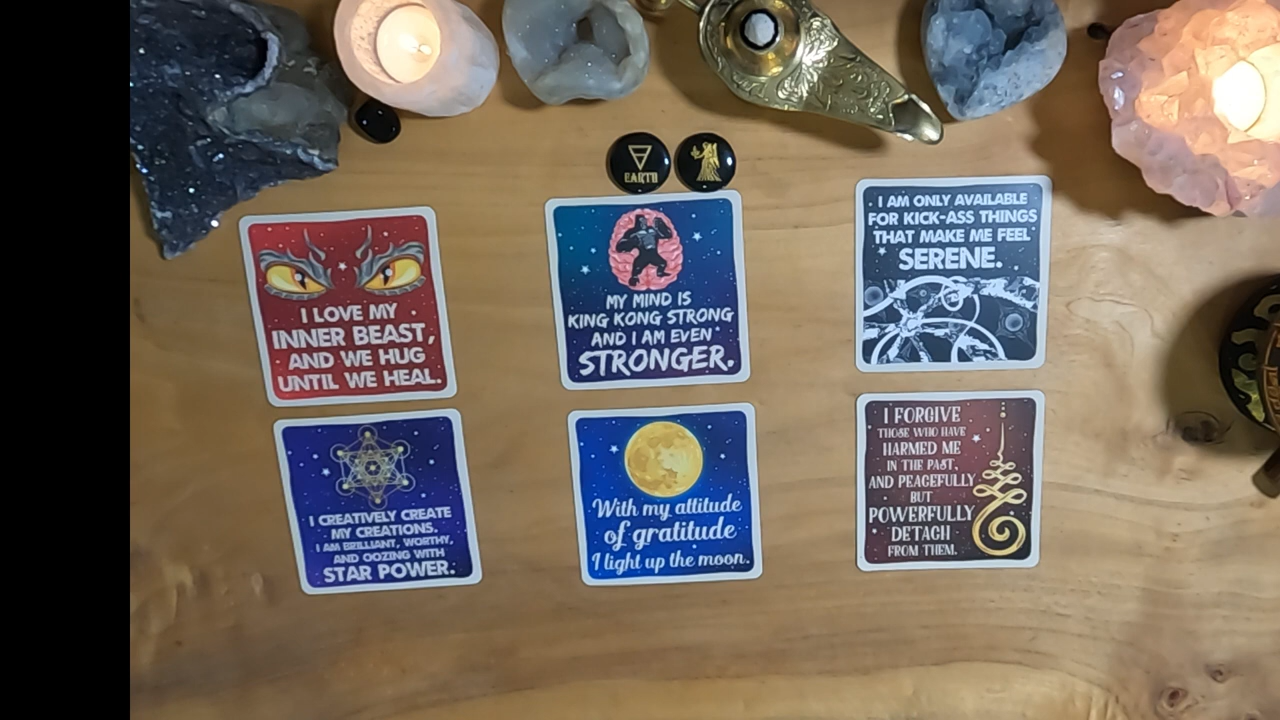 EARTH
I LOVE MY
INNER BEAST,
AND WE HUG
UNTIL WE HEAL.
MY MIND IS
KING KONG STRONG
AND I AM EVEN
STRONGER.
I AM ONLY AVAILABLE
FOR KICK-ASS THINGS
THAT MAKE ME FEEL
SERENE.
I CREATIVELY CREATE
MY CREATIONS.
I AM BRILLIANT, WORTHY,
AND OOZING WITH
STAR POWER.
With my attitude
of gratitude
I light up the moon.
I FORGIVE
THOSE WHO HAVE
HARMED ME
IN THE PAST,
AND PEACEFULLY
BUT
POWERFULLY
DETACH
FROM THEM.